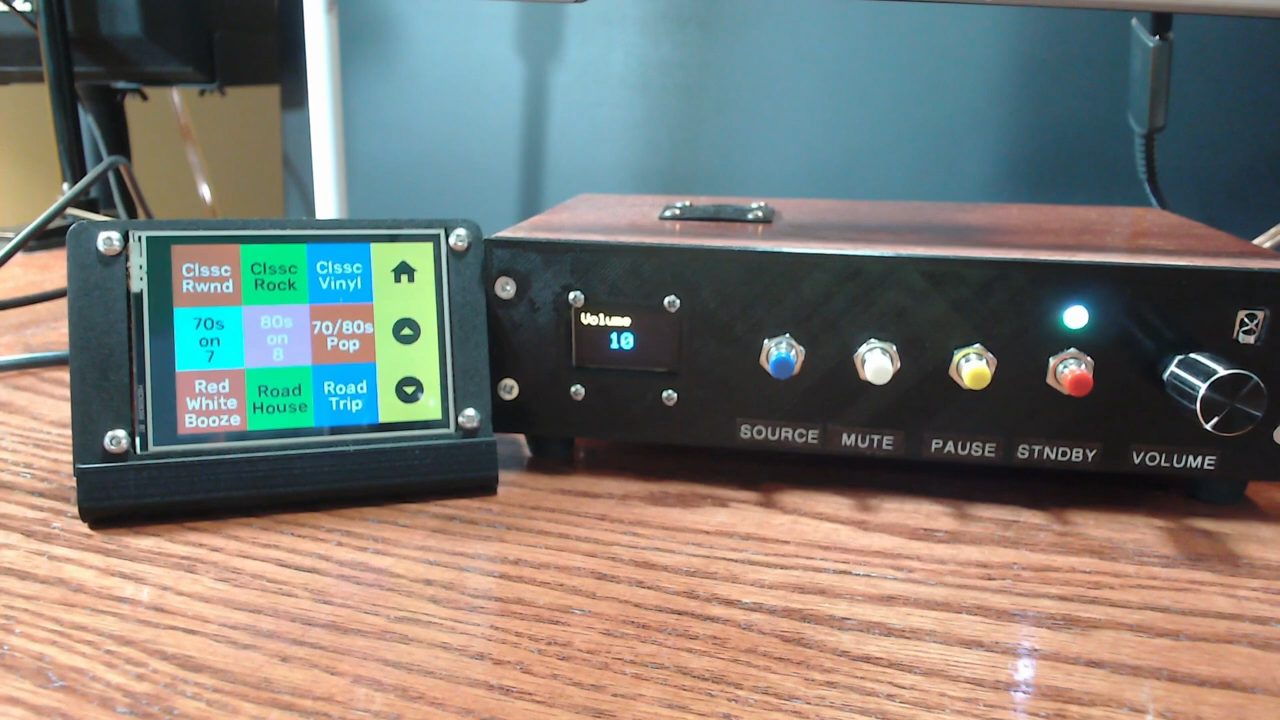 Clssc
Rwnd
Clssc
Rock
Clssc
Vinyl
70s
on
7
80s
on
8
70/80s
Pop
Red
White
Booze
Road
House
Road
Trip
Volume
10
SOURCE
MUTE
PAUSE
STNDBY
VOLUME